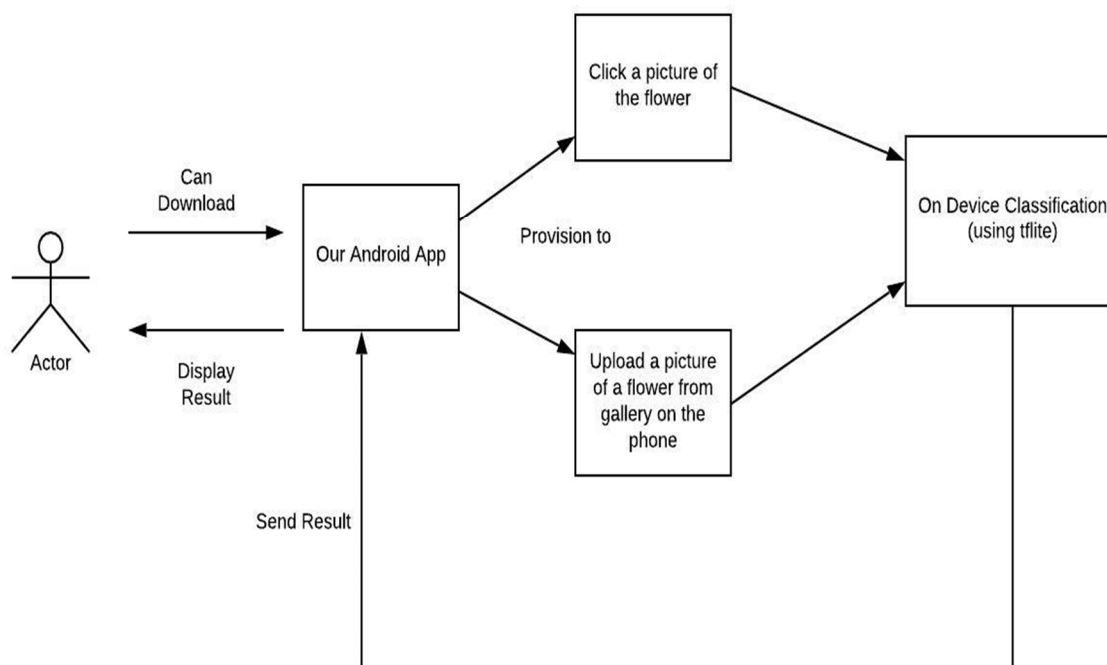 Click a picture of
the flower
Can
Download
On Device Classification
(using tflite)
Our Android App
Provision to
Actor
Display
Result
Upload a picture
of a flower from
gallery on the
phone
Send Result